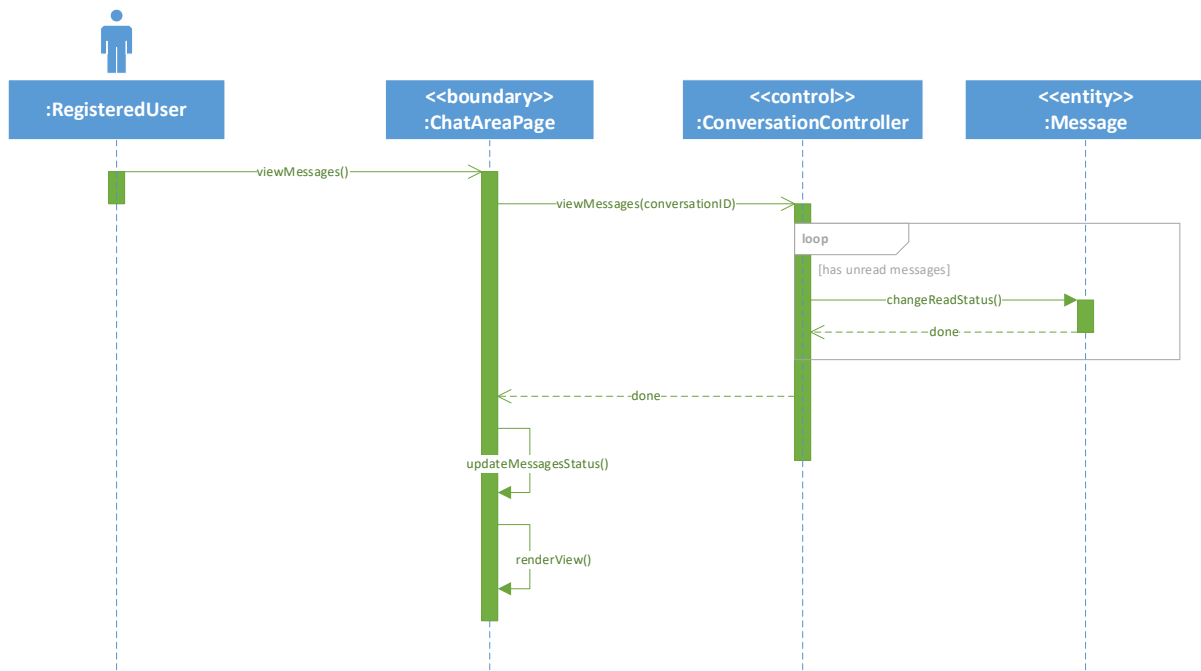 :RegisteredUser
<<boundary>>
:ChatAreaPage
<<control>>
:ConversationController
<<entity>>
:Message
viewMessages()
viewMessages(conversationID)
loop
[has unread messages]
changeReadStatus()
done
done
updateMessagesStatus()
renderView()